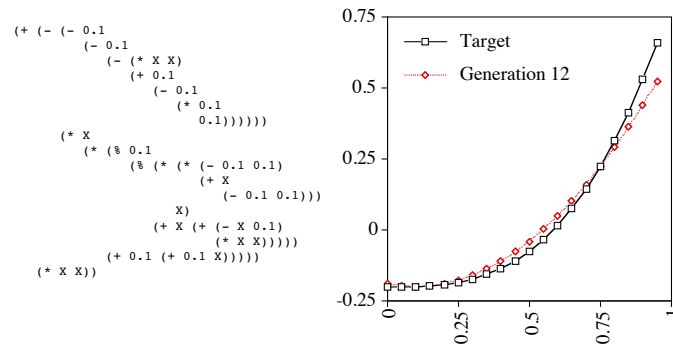 (+ (- (- 0.1
(- 0.1
(- (* X X)
(+ 0.1
(- 0.1
(* 0.1
0.1))))))
(* X
(* (% 0.1
(% (* (* (- 0.1 0.1)
(+ X
(- 0.1 0.1)))
X)
(+ X (+ (- X 0.1)
(* X X)))))
(+ 0.1 (+ 0.1 X)))))
(* X X))
0.75
Target
Generation 12
0.5
0.25
0
-0.25
0
0.25
0.5
0.75
1